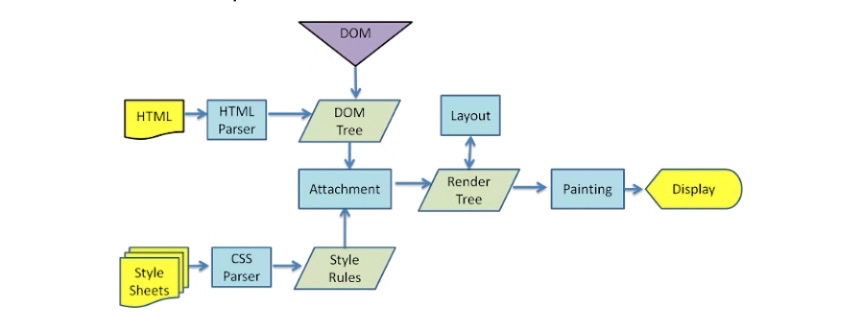 DOM
HTML
HTML
Parser
DOM
Tree
Layout
Attachment
Render
Tree
Painting
Display
Style
Sheets
CSS
Parser
Style
Rules